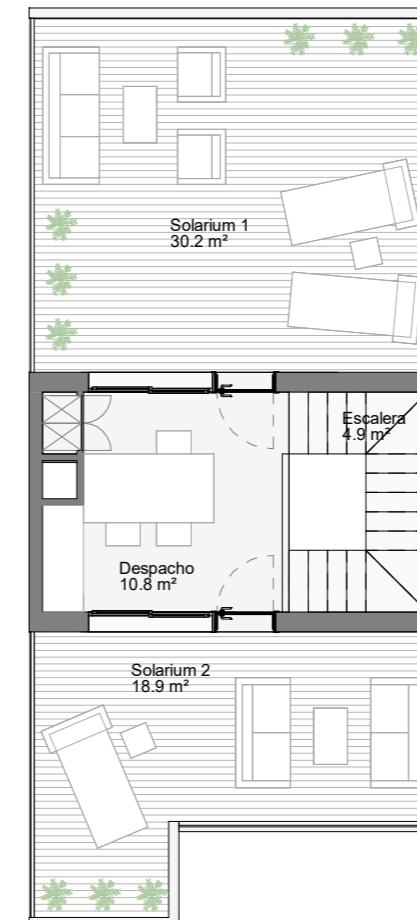 Solarium 1
30.2 m²
Escalera
4.9 m²
Despacho
10.8 m²
Solarium 2
18.9 m²